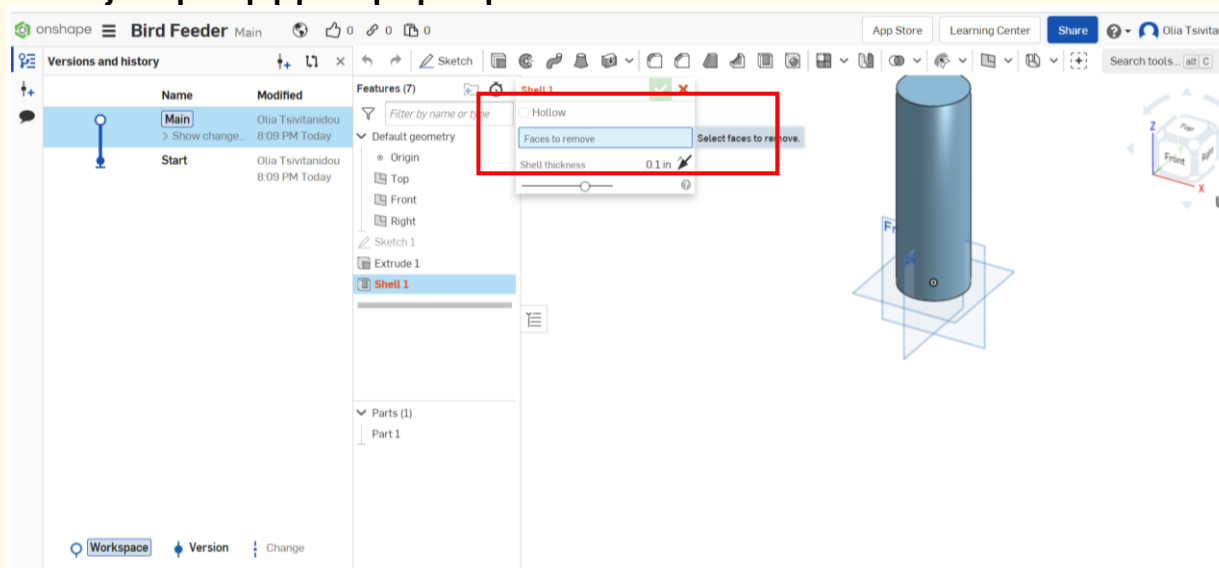 onshape Bird Feeder Main 0 0 0 App Store Learning Center Share Olia Tsivita
Versions and history
Sketch
Search tools... alt C
Name Modified
Main Olia Tsivitanidou
> Show change... 8:09 PM Today
Start Olia Tsivitanidou
8:09 PM Today
Workspace Version Change
Features (7)
Filter by name or type
Default geometry
Origin
Top
Front
Right
Sketch 1
Extrude 1
Shell 1
Parts (1)
Part 1
Shell 1
Hollow
Faces to remove
Select faces to remove.
Shell thickness 0.1 in
Z
Top
Front
X